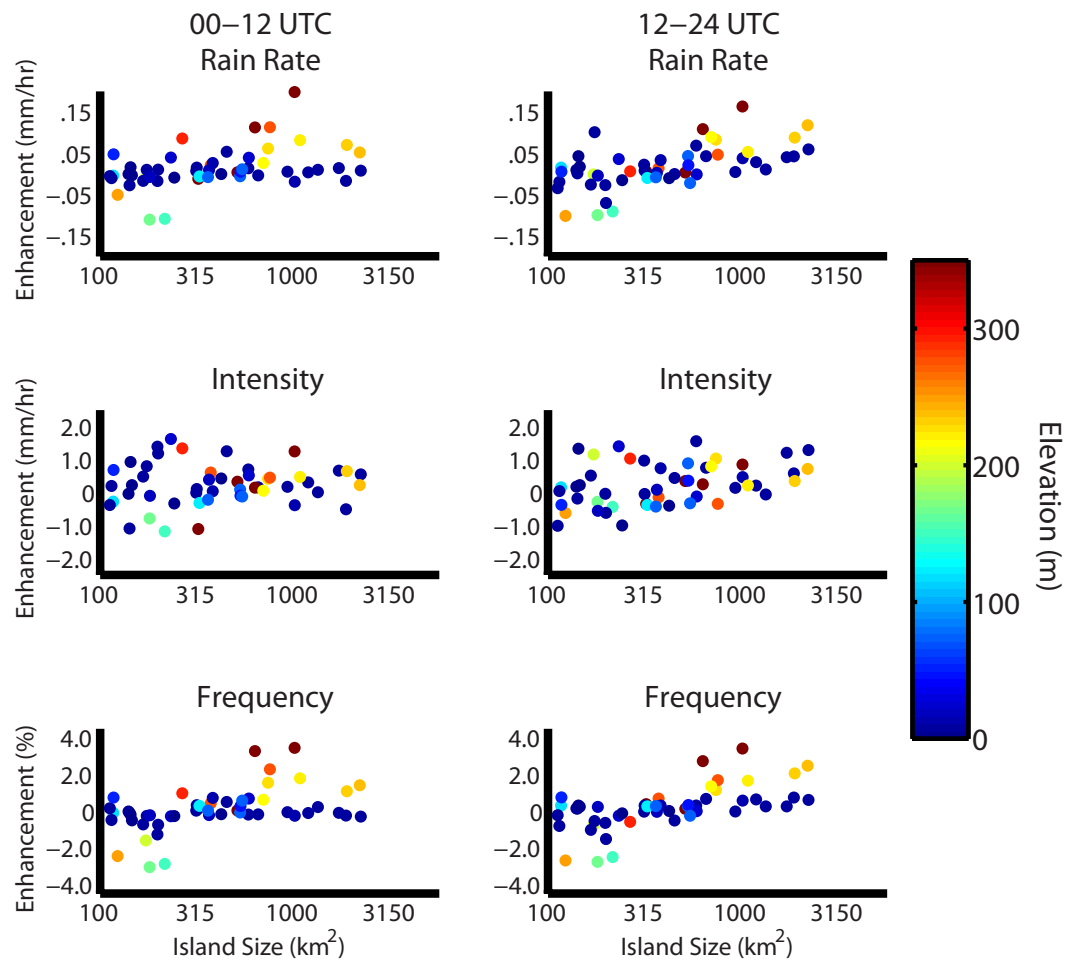 00−12 UTC
Rain Rate
12−24 UTC
Rain Rate
Enhancement (mm/hr)
.15
.05
−.05
−.15
100 315 1000 3150
.15
.05
−.05
−.15
100 315 1000 3150
Intensity
Intensity
Enhancement (mm/hr)
2.0
1.0
0
−1.0
−2.0
100 315 1000 3150
2.0
1.0
0
−1.0
−2.0
100 315 1000 3150
Frequency
Frequency
Enhancement (%)
4.0
2.0
0
−2.0
−4.0
100 315 1000 3150
Island Size (km²)
4.0
2.0
0
−2.0
−4.0
100 315 1000 3150
Island Size (km²)
300
200
100
0
Elevation (m)